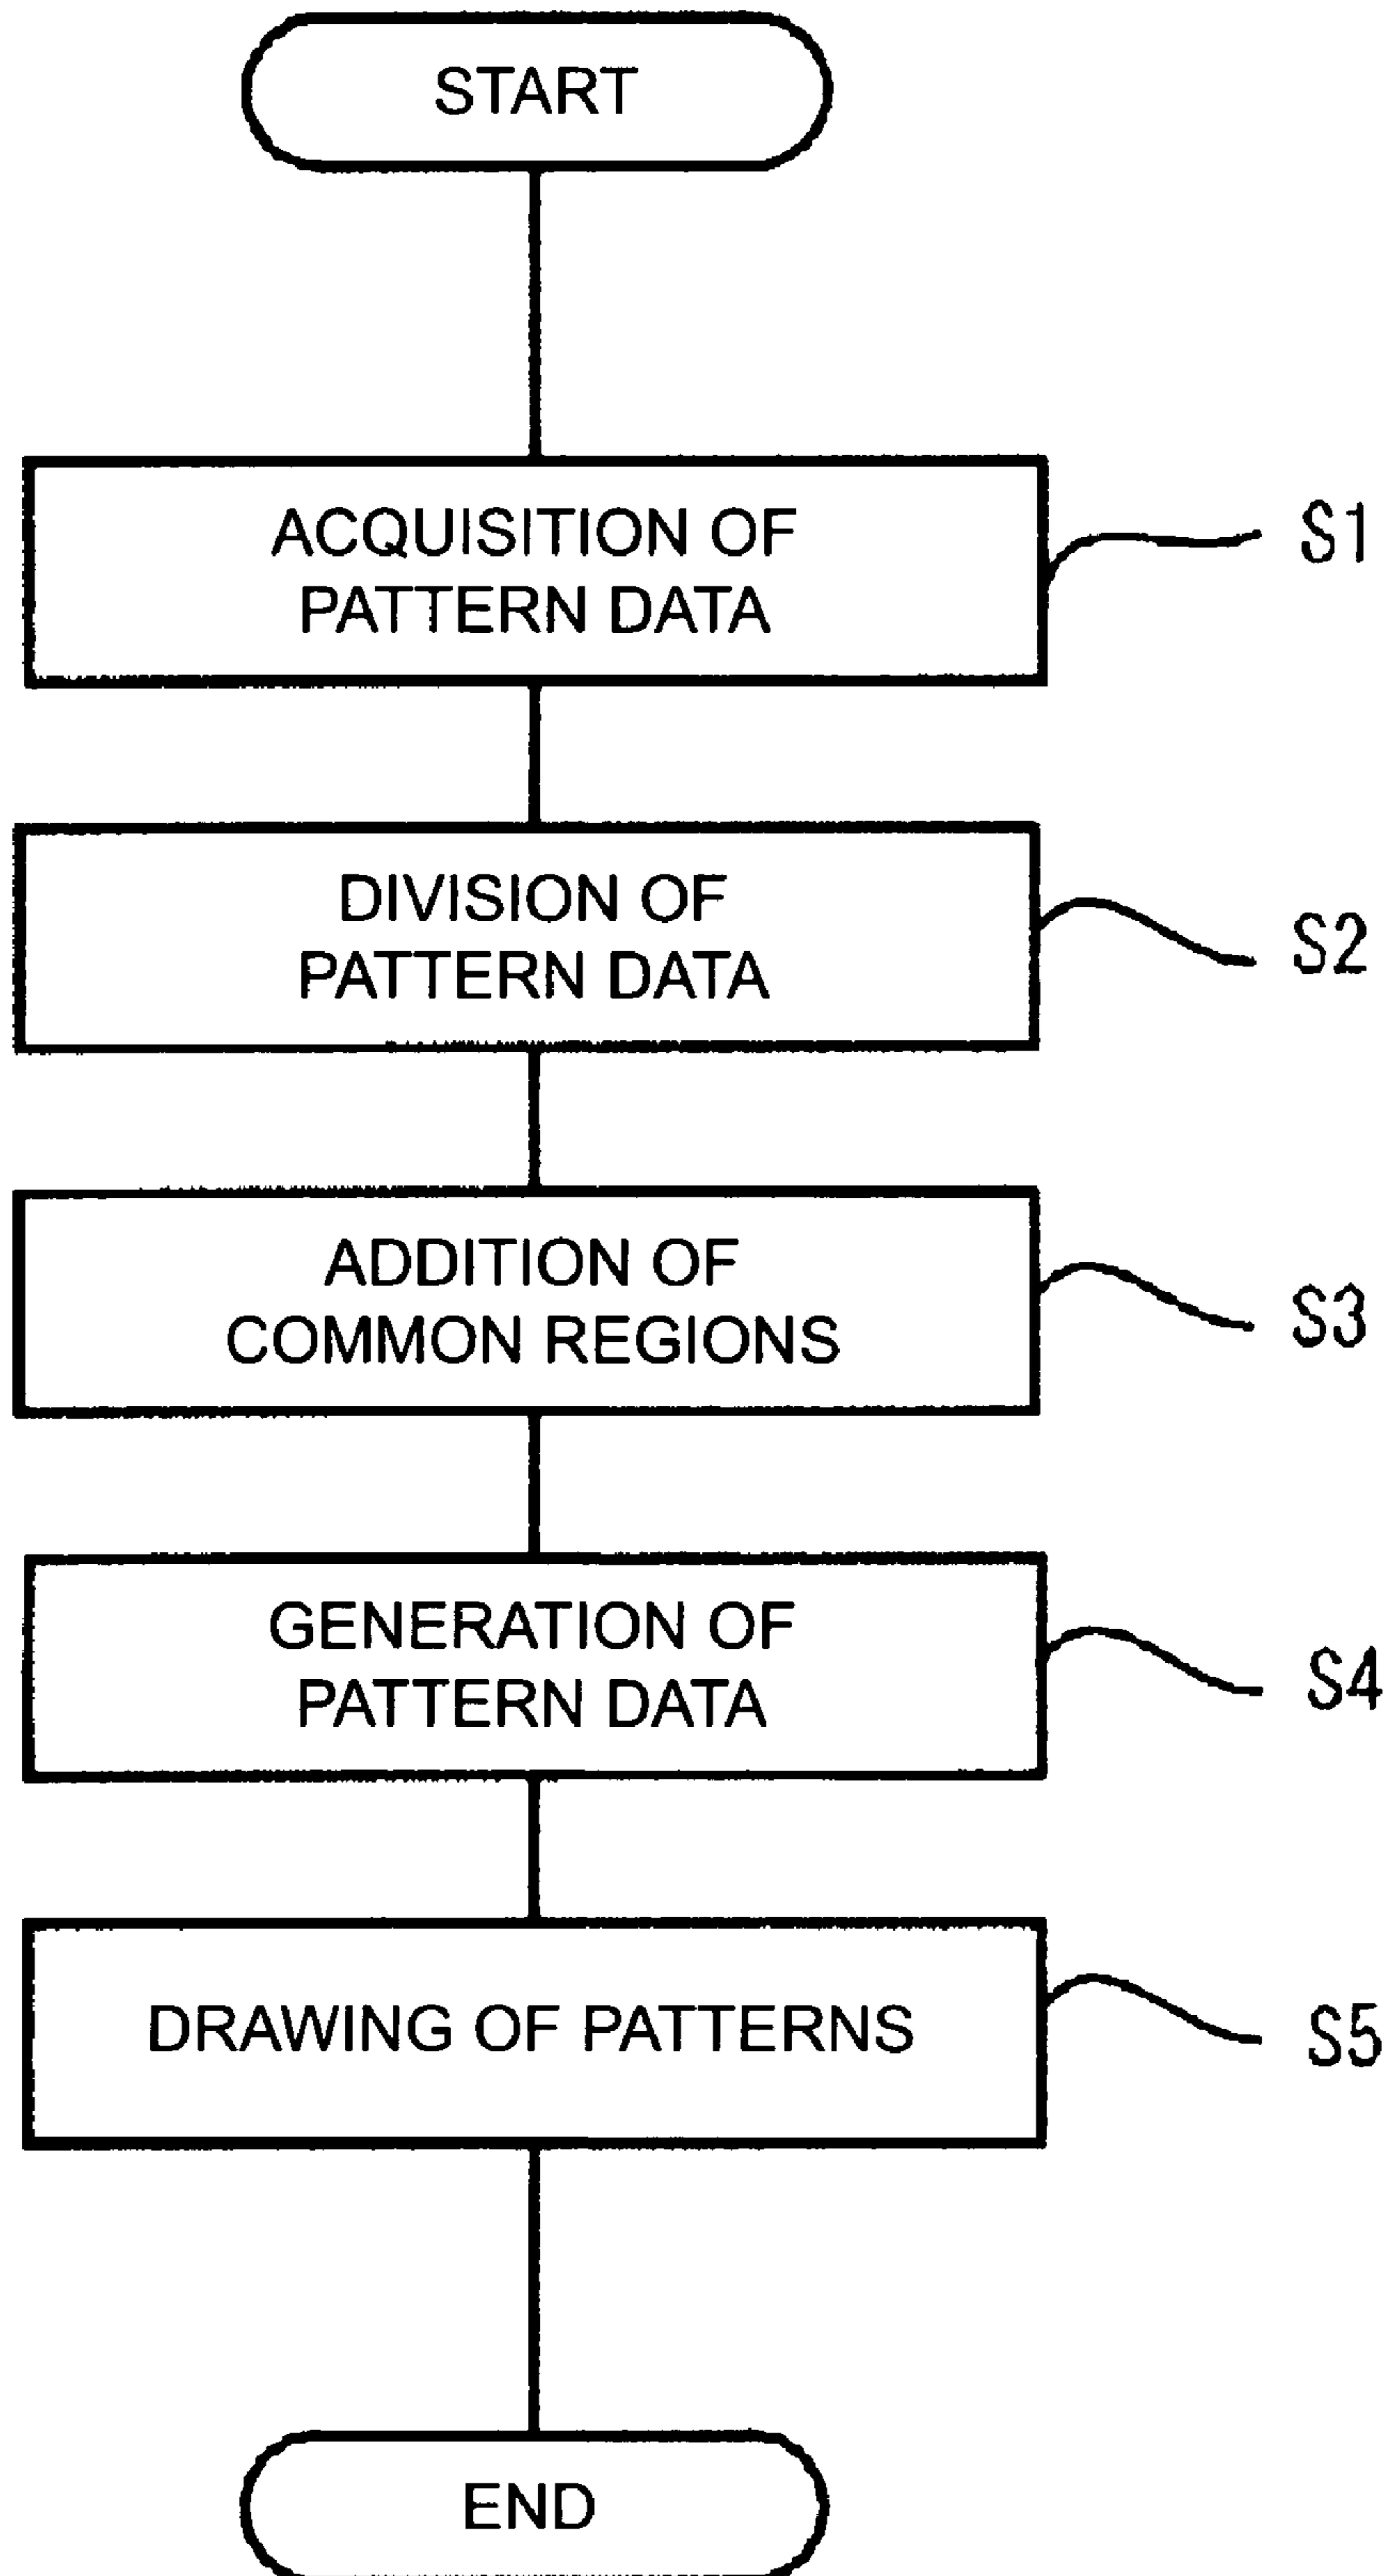 START
ACQUISITION OF
PATTERN DATA
S1
DIVISION OF
PATTERN DATA
S2
ADDITION OF
COMMON REGIONS
S3
GENERATION OF
PATTERN DATA
S4
DRAWING OF PATTERNS
S5
END